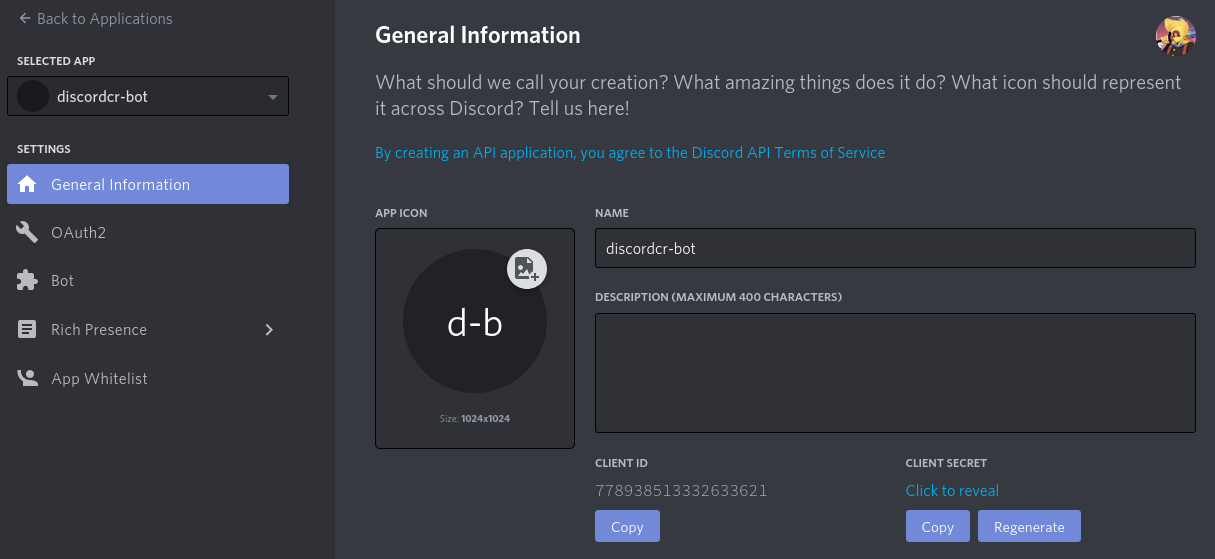 Back to Applications
SELECTED APP
discordcr-bot
SETTINGS
General Information
OAuth2
Bot
Rich Presence
App Whitelist
General Information
What should we call your creation? What amazing things does it do? What icon should represent
it across Discord? Tell us here!
By creating an API application, you agree to the Discord API Terms of Service
APP ICON
d-b
Size: 1024x1024
NAME
discordcr-bot
DESCRIPTION (MAXIMUM 400 CHARACTERS)
CLIENT ID
778938513332633621
Copy
CLIENT SECRET
Click to reveal
Copy
Regenerate